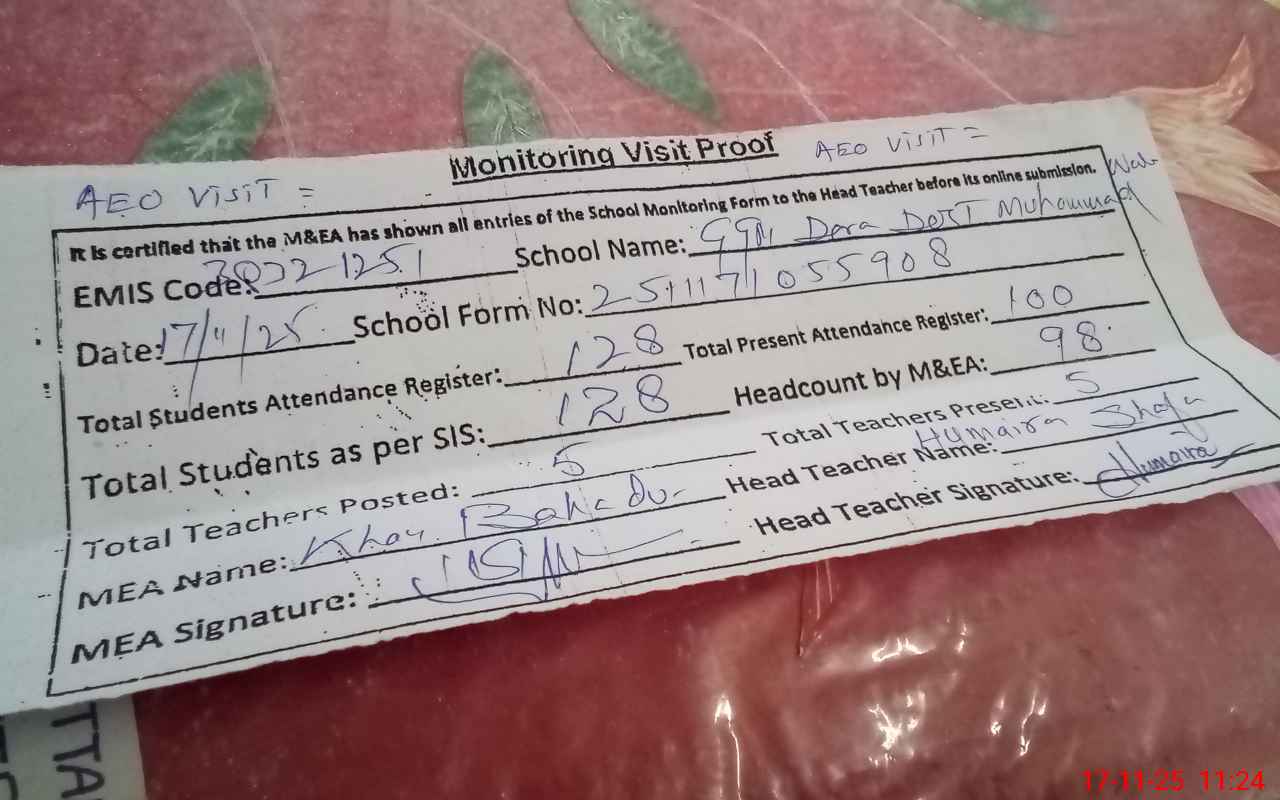 Monitoring Visit Proof
AEO VISIT =
AEO VISIT =
It is certified that the M&EA has shown all entries of the School Monitoring Form to the Head Teacher before its online submission.
EMIS Code: School Name: Dera Dost Muhammad
Date: 17/11/25 School Form No: 2511171055908
Total Students Attendance Register: 128 Total Present Attendance Register: 100
Total Students as per SIS: 128 Headcount by M&EA: 98
Total Teachers Posted: 5 Total Teachers Present: 5
MEA Name: Khan Bahadur Head Teacher Name: Humaira
MEA Signature: Head Teacher Signature: Humaira
TTA
17-11-25 11:24